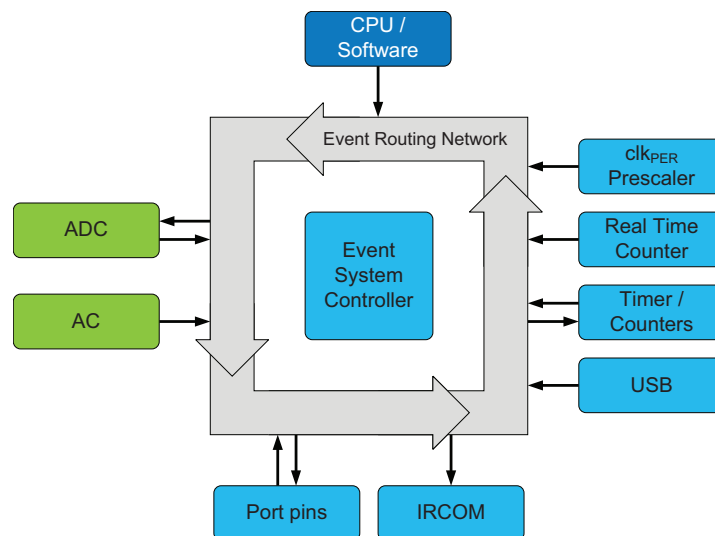 CPU /
Software
Event Routing Network
clkPER
Prescaler
ADC
Real Time
Counter
Event
System
Controller
AC
Timer /
Counters
USB
Port pins
IRCOM